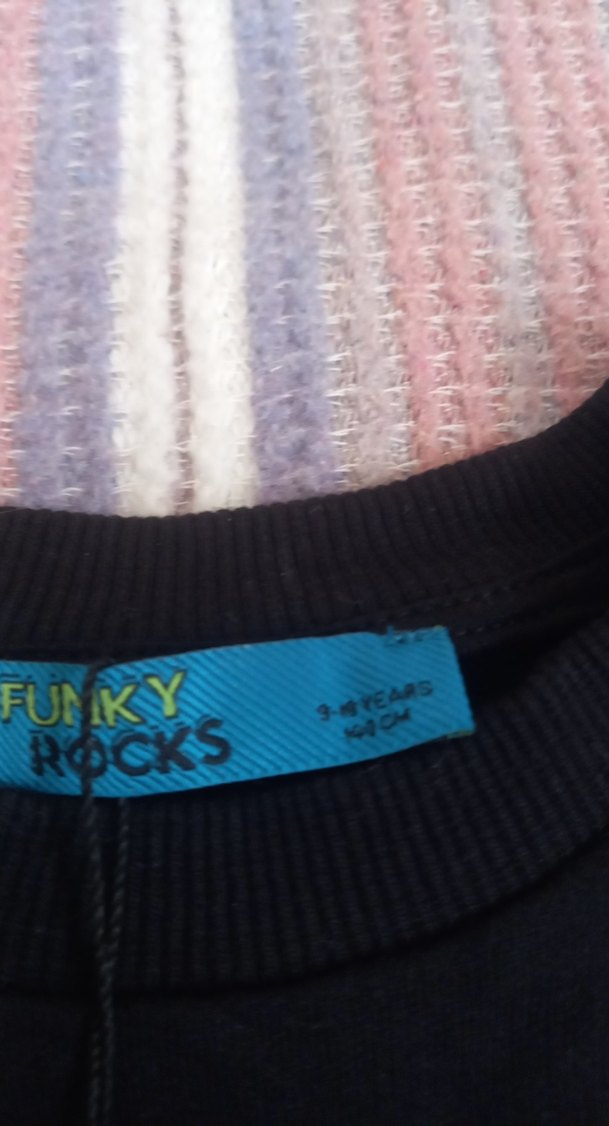 FUNKY
ROCKS
9-10 YEARS
140 CM